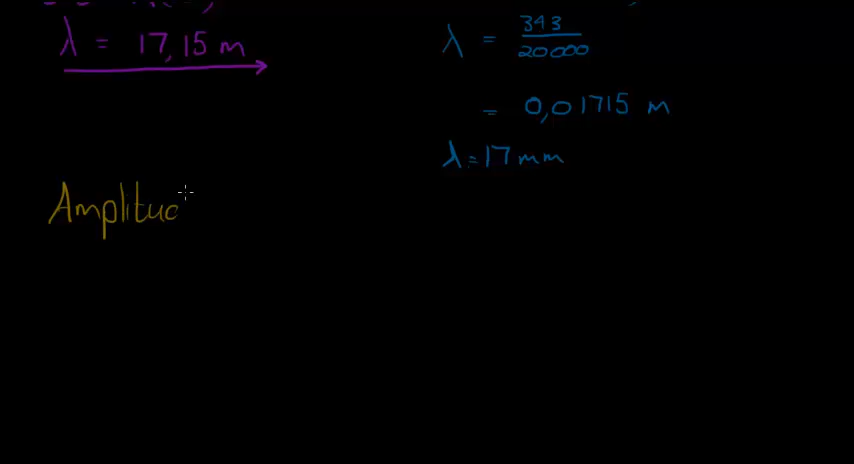 λ = 17,15 m
λ = 343
20000
= 0,01715 m
λ = 17 mm
Amplituc